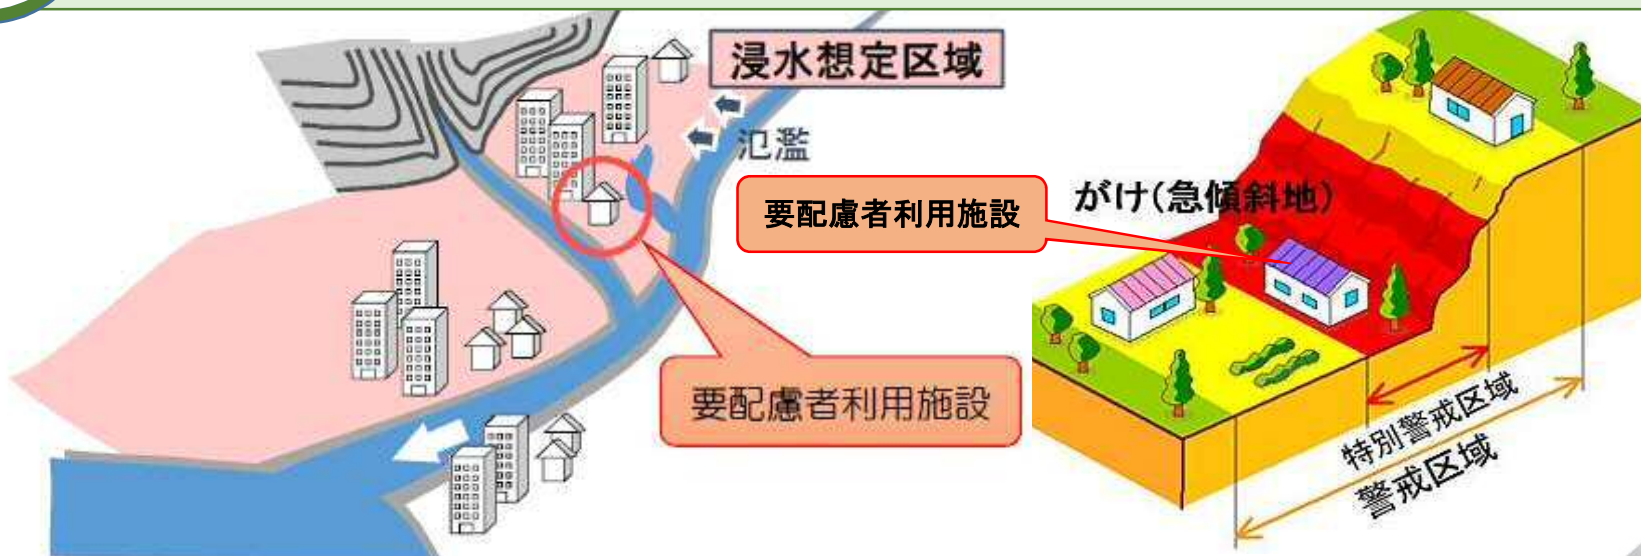 浸水想定区域
氾濫
要配慮者利用施設
要配慮者利用施設
がけ(急傾斜地)
特別警戒区域
警戒区域